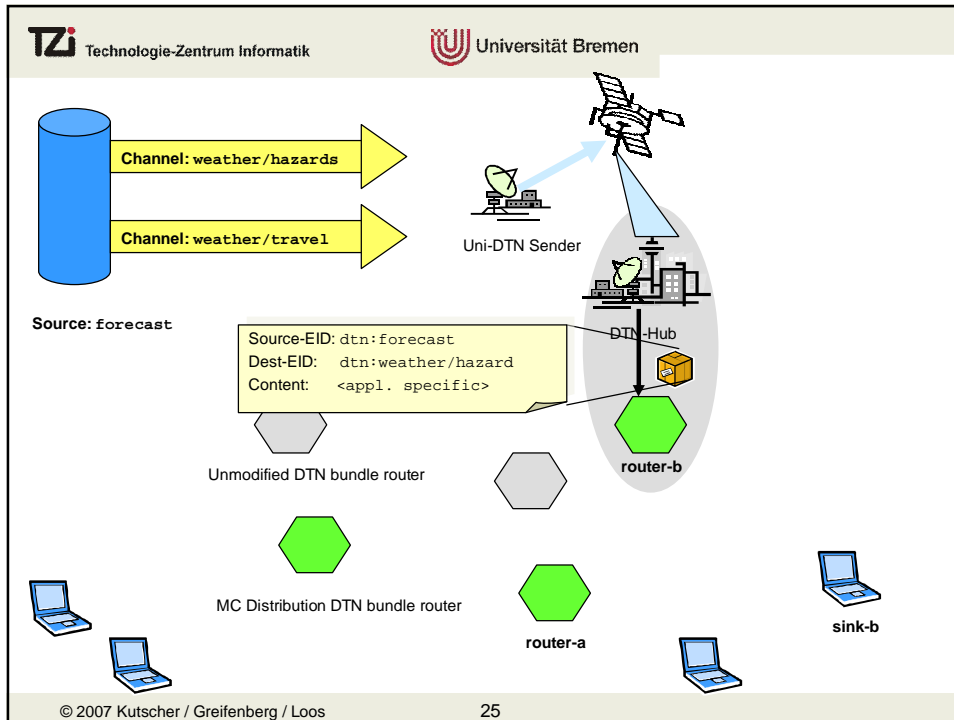 TZi Technologie-Zentrum Informatik
Universität Bremen
Channel: weather/hazards
Channel: weather/travel
Uni-DTN Sender
Source: forecast
DTN-Hub
Source-EID: dtn:forecast
Dest-EID: dtn:weather/hazard
Content: <appl. specific>
router-b
Unmodified DTN bundle router
MC Distribution DTN bundle router
router-a
sink-b
© 2007 Kutscher / Greifenberg / Loos
25